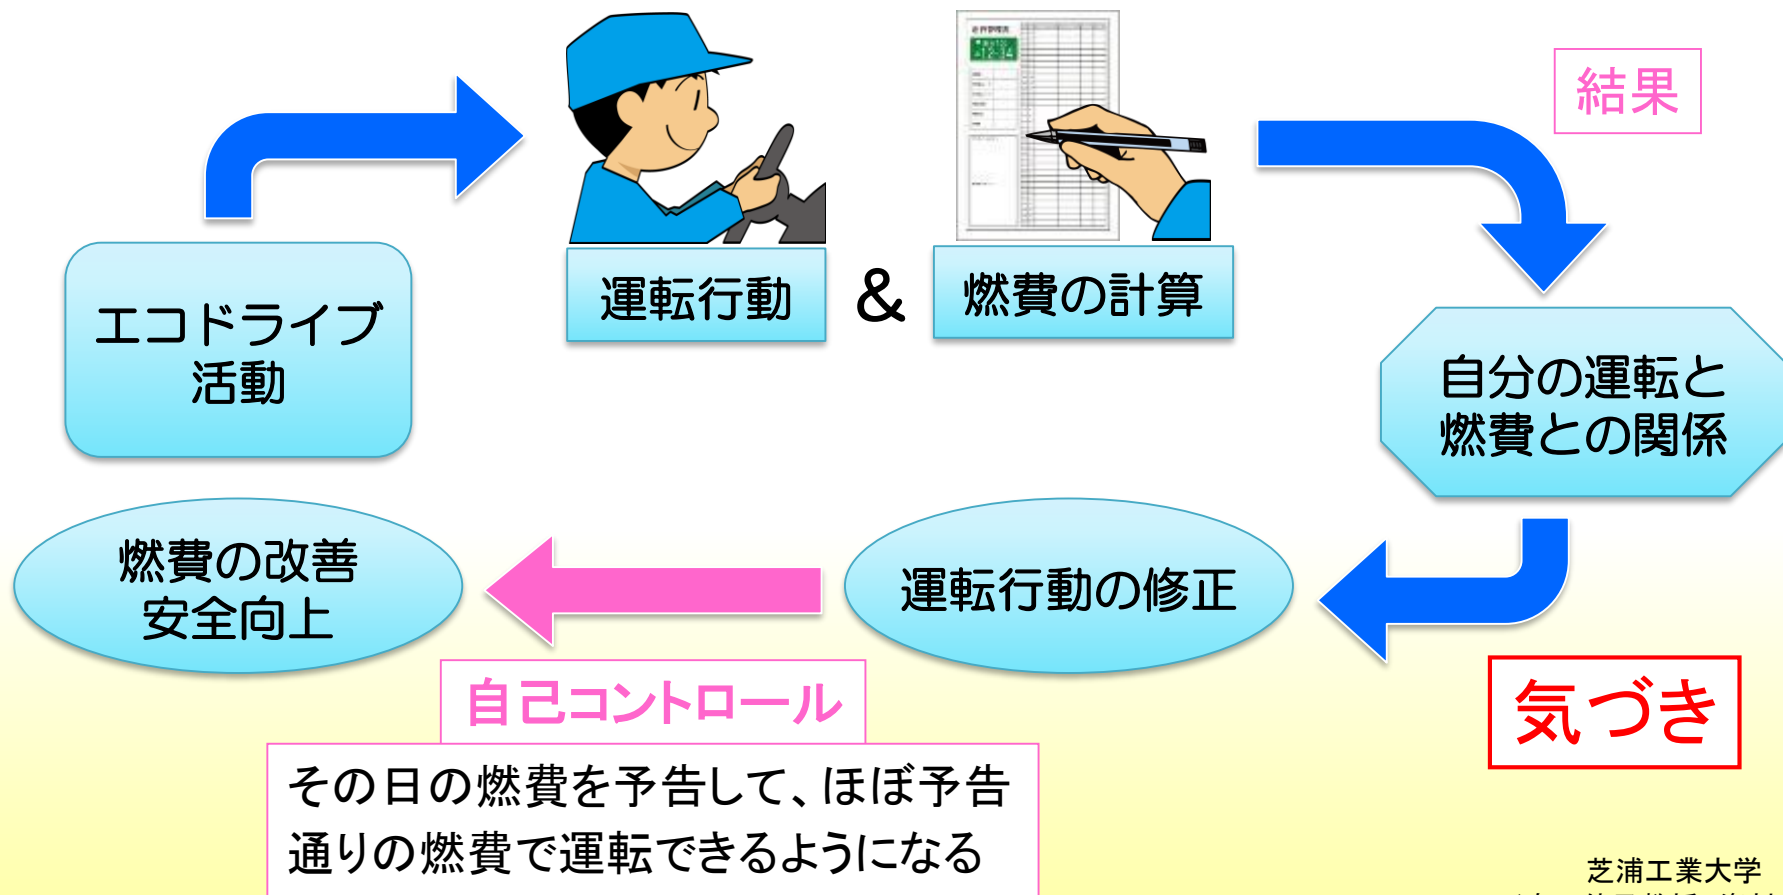 結果
運転行動
&
燃費の計算
エコドライブ
活動
自分の運転と
燃費との関係
燃費の改善
安全向上
運転行動の修正
自己コントロール
気づき
その日の燃費を予告して、ほぼ予告
通りの燃費で運転できるようになる
芝浦工業大学